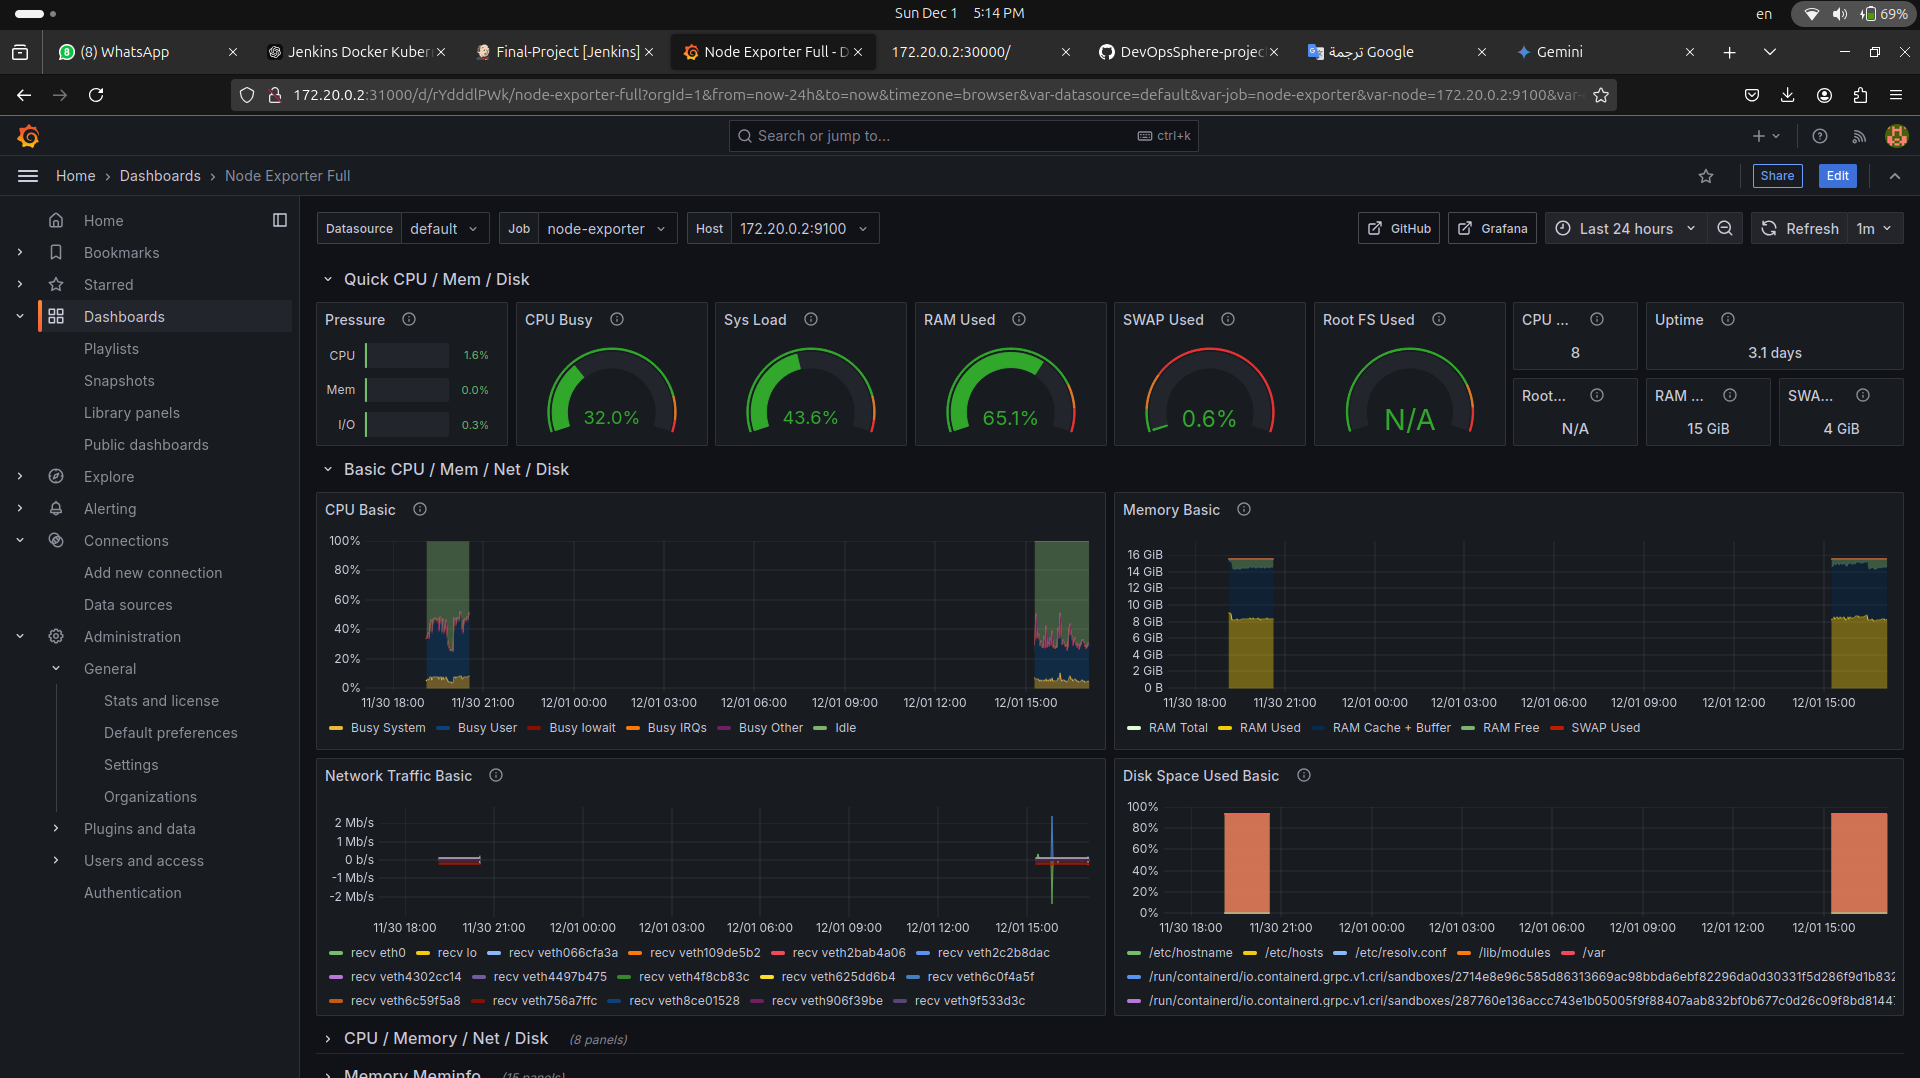 Sun Dec 1 5:14 PM
en
69%
(8) WhatsApp
Jenkins Docker Kubern
Final-Project [Jenkins]
Node Exporter Full - D
172.20.0.2:30000/
DevOpsSphere-projec
ترجمة Google
Gemini
172.20.0.2:31000/d/rYdddlPWk/node-exporter-full?orgId=1&from=now-24h&to=now&timezone=browser&var-datasource=default&var-job=node-exporter&var-node=172.20.0.2:9100&var-
Search or jump to...
ctrl+k
Home › Dashboards › Node Exporter Full
Share
Edit
Home
Bookmarks
Starred
Dashboards
Playlists
Snapshots
Library panels
Public dashboards
Explore
Alerting
Connections
Add new connection
Data sources
Administration
General
Stats and license
Default preferences
Settings
Organizations
Plugins and data
Users and access
Authentication
Datasource default
Job node-exporter
Host 172.20.0.2:9100
GitHub
Grafana
Last 24 hours
Refresh 1m
Quick CPU / Mem / Disk
Pressure
CPU 1.6%
Mem 0.0%
I/O 0.3%
CPU Busy
32.0%
Sys Load
43.6%
RAM Used
65.1%
SWAP Used
0.6%
Root FS Used
N/A
CPU ...
8
Uptime
3.1 days
Root...
N/A
RAM ...
15 GiB
SWA...
4 GiB
Basic CPU / Mem / Net / Disk
CPU Basic
100%
80%
60%
40%
20%
0%
11/30 18:00 11/30 21:00 12/01 00:00 12/01 03:00 12/01 06:00 12/01 09:00 12/01 12:00 12/01 15:00
Busy System Busy User Busy Iowait Busy IRQs Busy Other Idle
Memory Basic
16 GiB
14 GiB
12 GiB
10 GiB
8 GiB
6 GiB
4 GiB
2 GiB
0 B
11/30 18:00 11/30 21:00 12/01 00:00 12/01 03:00 12/01 06:00 12/01 09:00 12/01 12:00 12/01 15:00
RAM Total RAM Used RAM Cache + Buffer RAM Free SWAP Used
Network Traffic Basic
2 Mb/s
1 Mb/s
0 b/s
-1 Mb/s
-2 Mb/s
11/30 18:00 11/30 21:00 12/01 00:00 12/01 03:00 12/01 06:00 12/01 09:00 12/01 12:00 12/01 15:00
recv eth0 recv lo recv veth066cfa3a recv veth109de5b2 recv veth2bab4a06 recv veth2c2b8dac
recv veth4302cc14 recv veth4497b475 recv veth4f8cb83c recv veth625dd6b4 recv veth6c0f4a5f
recv veth6c59f5a8 recv veth756a7ffc recv veth8ce01528 recv veth906f39be recv veth9f533d3c
Disk Space Used Basic
100%
80%
60%
40%
20%
0%
11/30 18:00 11/30 21:00 12/01 00:00 12/01 03:00 12/01 06:00 12/01 09:00 12/01 12:00 12/01 15:00
/etc/hostname /etc/hosts /etc/resolv.conf /lib/modules /var
/run/containerd/io.containerd.grpc.v1.cri/sandboxes/2714e8e96c585d86313669ac98bbda6ebf82296da0d30331f5d286f9d1b832
/run/containerd/io.containerd.grpc.v1.cri/sandboxes/287760e136accc743e1b05005f9f88407aab832bf0b677c0d26c09f8bd81447
CPU / Memory / Net / Disk (8 panels)
Memory Meminfo (15 panels)